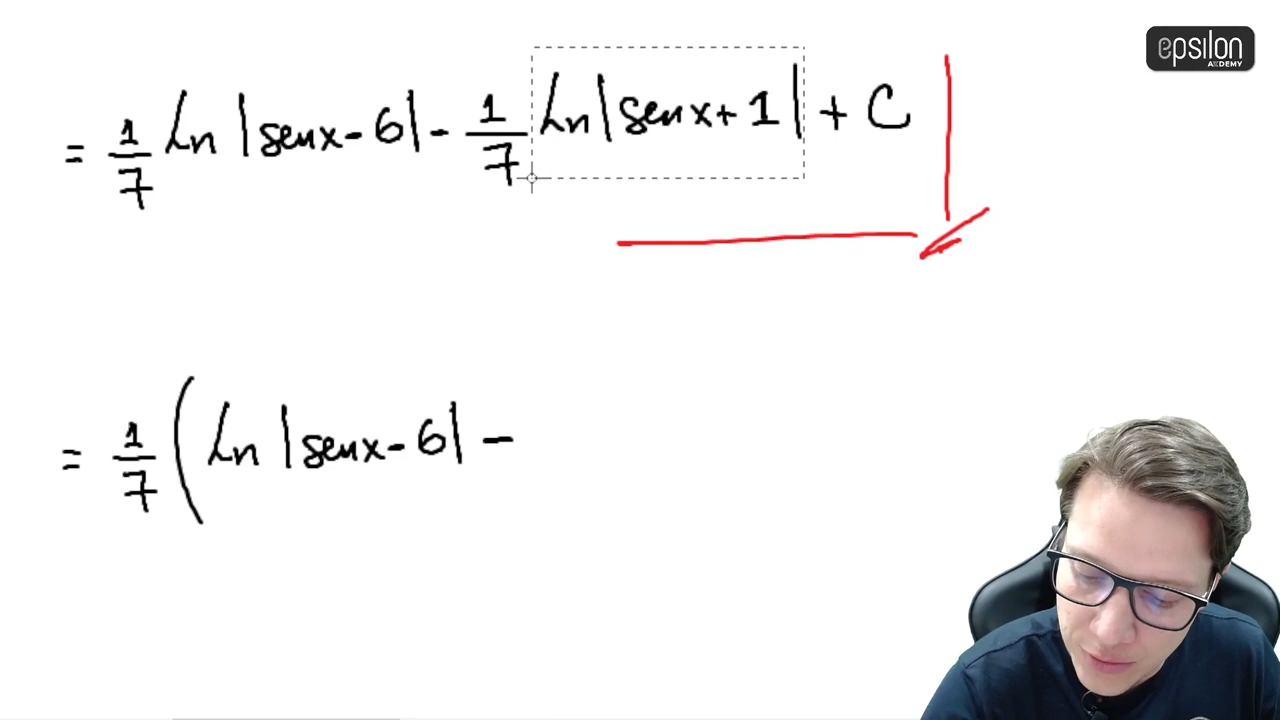 epsilon
ACADEMY
= 1/7 Ln |senx - 6| - 1/7 Ln |senx + 1| + C
= 1/7 ( Ln |senx - 6| -